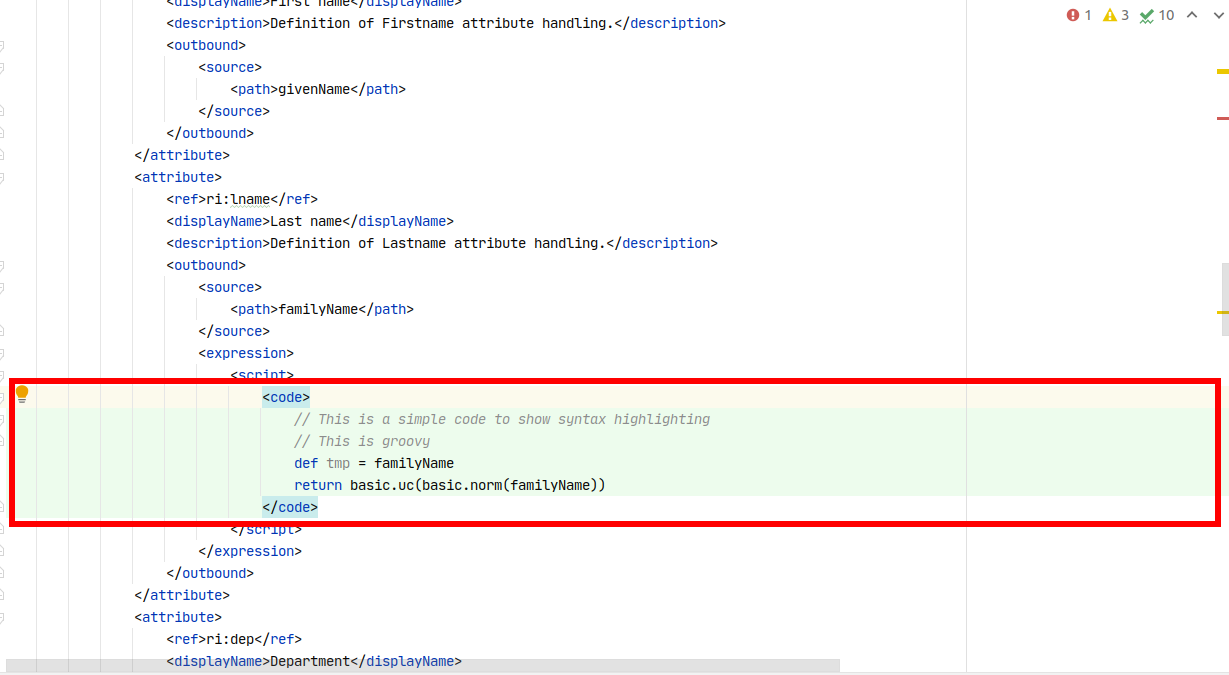 <displayName>First name</displayName>
1 3 10
<description>Definition of Firstname attribute handling.</description>
<outbound>
<source>
<path>givenName</path>
</source>
</outbound>
</attribute>
<attribute>
<ref>ri:lname</ref>
<displayName>Last name</displayName>
<description>Definition of Lastname attribute handling.</description>
<outbound>
<source>
<path>familyName</path>
</source>
<expression>
<script>
<code>
// This is a simple code to show syntax highlighting
// This is groovy
def tmp = familyName
return basic.uc(basic.norm(familyName))
</code>
</script>
</expression>
</outbound>
</attribute>
<attribute>
<ref>ri:dep</ref>
<displayName>Department</displayName>